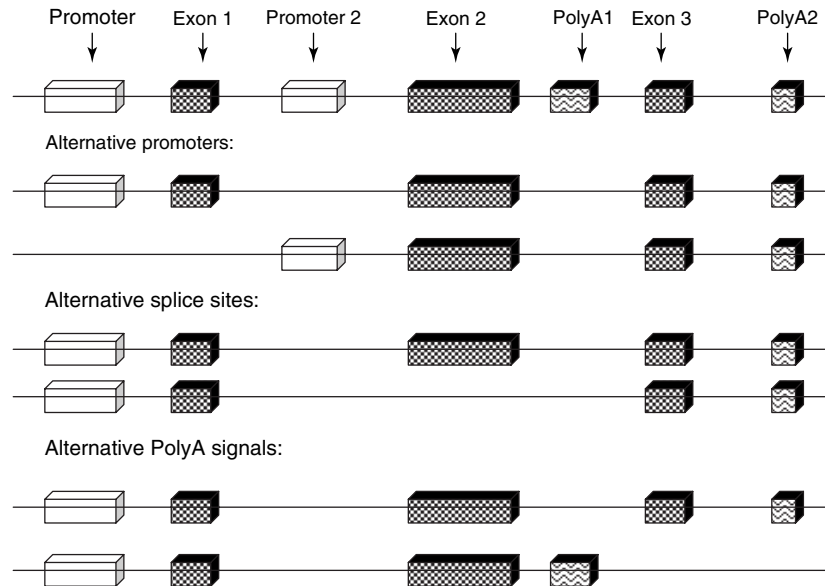 Promoter Exon 1 Promoter 2 Exon 2 PolyA1 Exon 3 PolyA2
Alternative promoters:
Alternative splice sites:
Alternative PolyA signals: